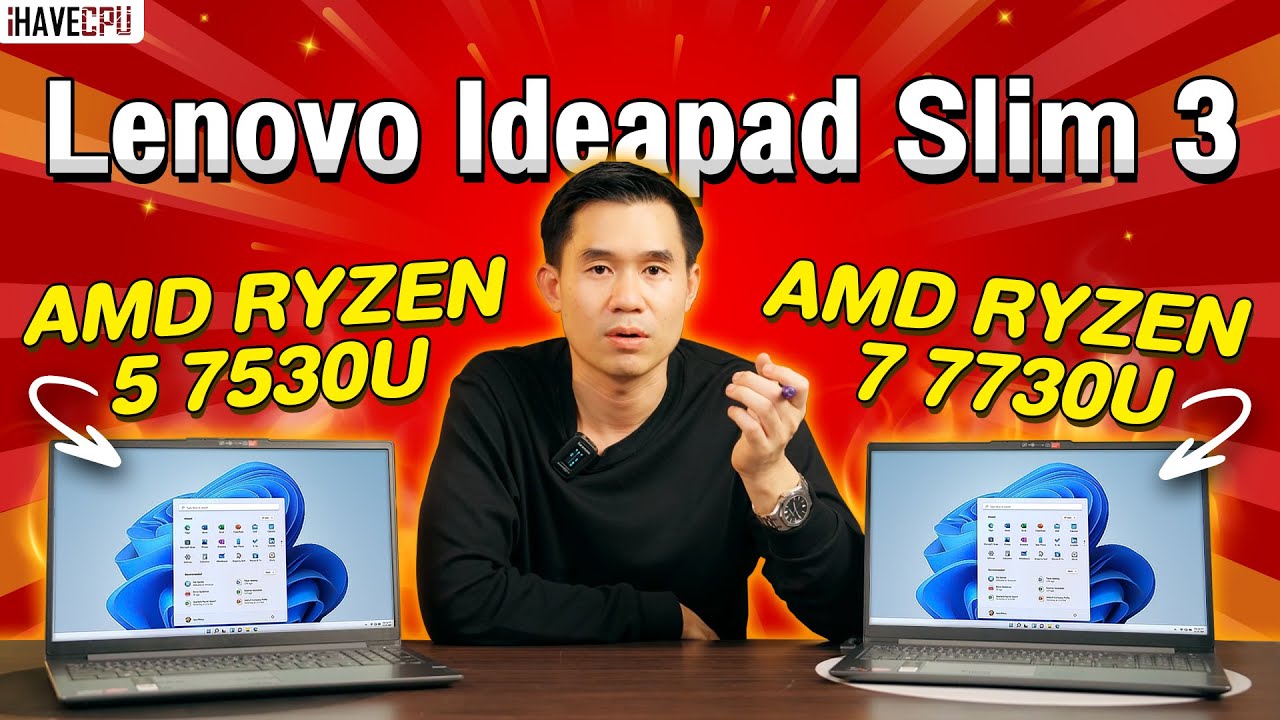 iHAVECPU
Lenovo Ideapad Slim 3
AMD RYZEN
5 7530U
AMD RYZEN
7 7730U